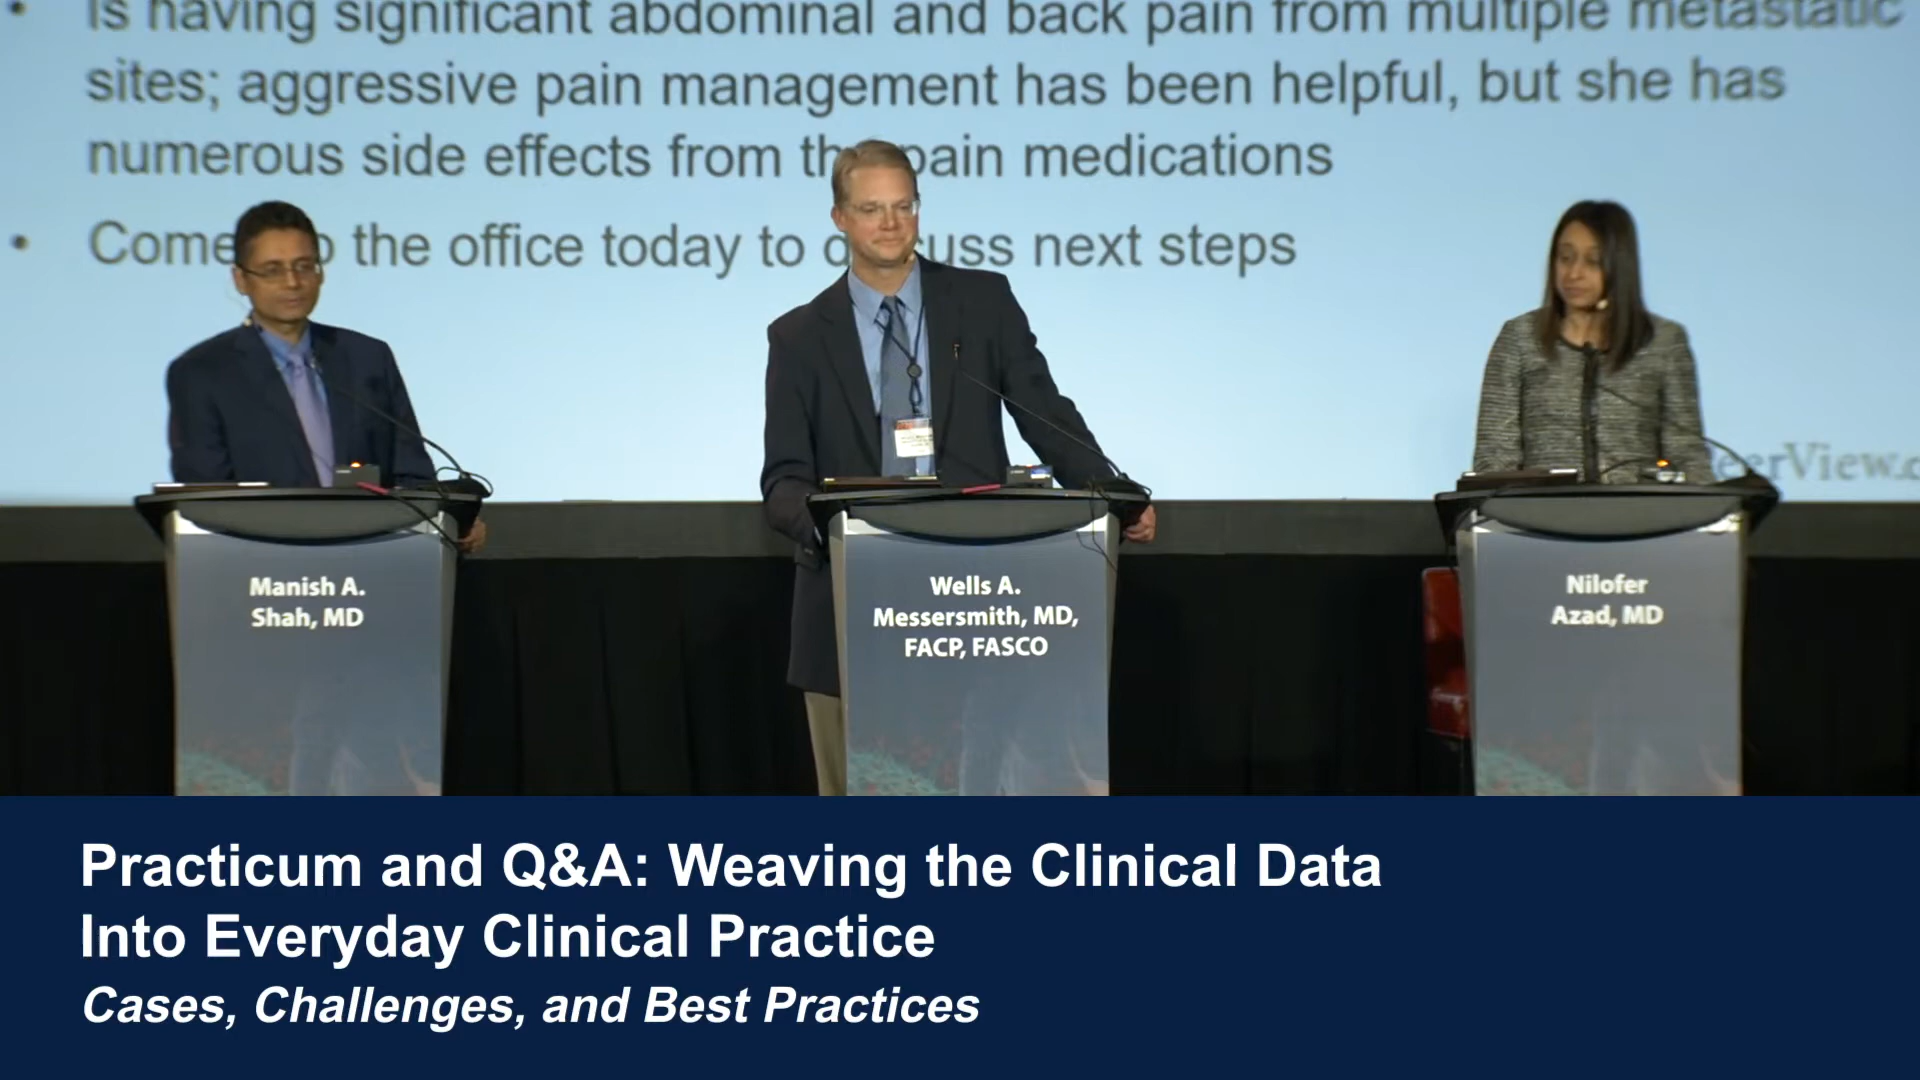 • is having significant abdominal and back pain from multiple metastatic
sites; aggressive pain management has been helpful, but she has
numerous side effects from th pain medications
• Come o the office today to d cuss next steps
eerView.c
Manish A.
Shah, MD
Wells A.
Messersmith, MD,
FACP, FASCO
Nilofer
Azad, MD
Practicum and Q&A: Weaving the Clinical Data
Into Everyday Clinical Practice
Cases, Challenges, and Best Practices